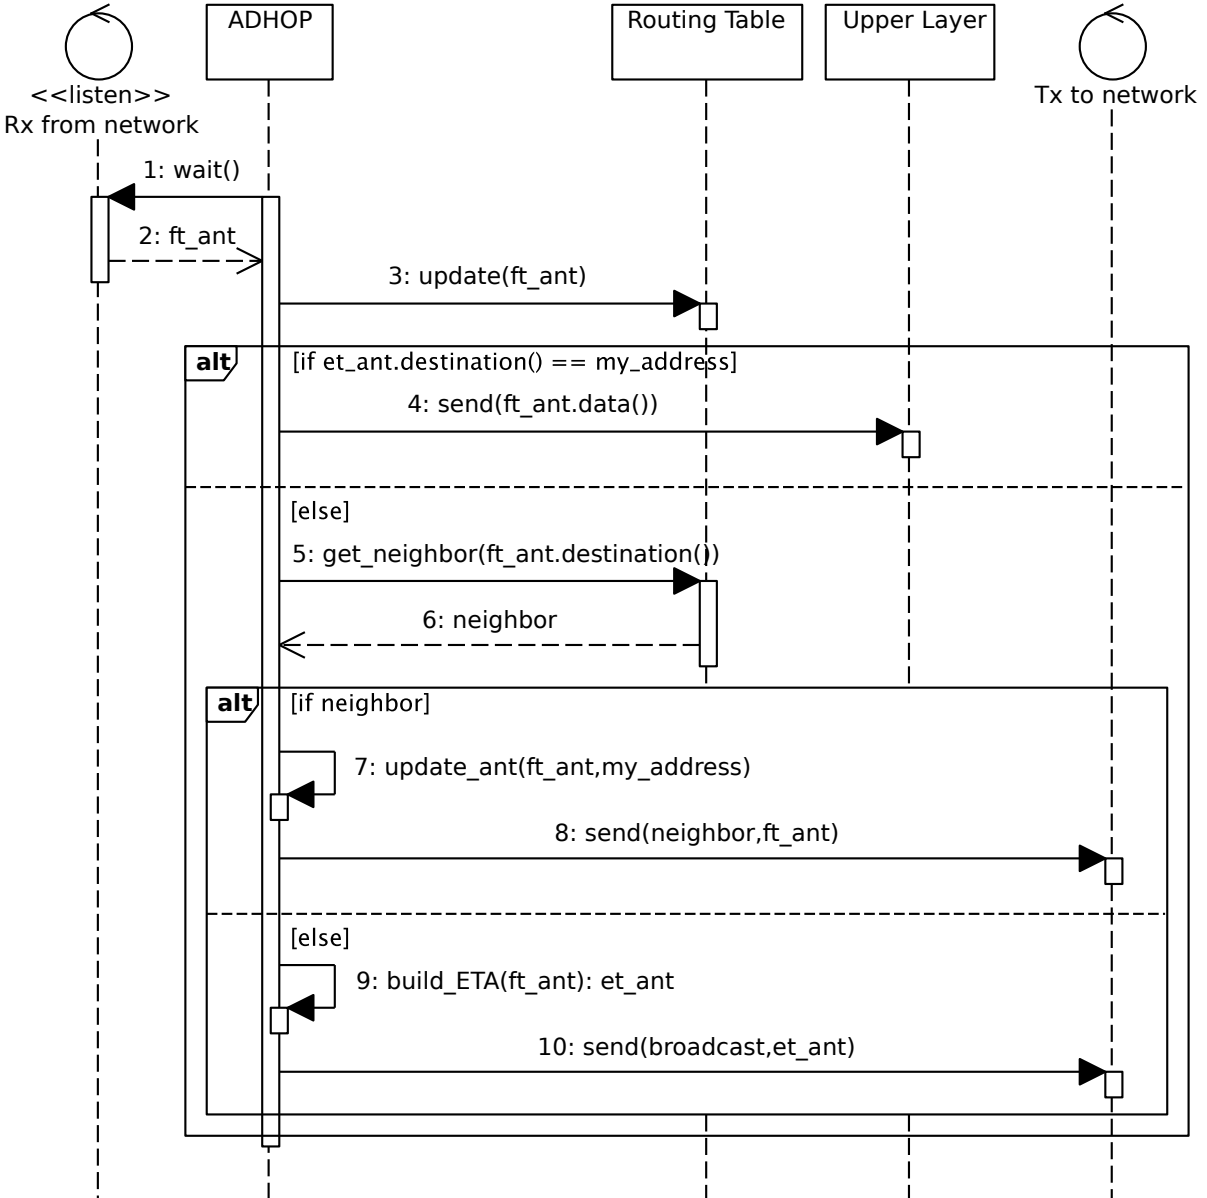 ADHOP
Routing Table
Upper Layer
<<listen>>
Rx from network
Tx to network
1: wait()
2: ft_ant
3: update(ft_ant)
alt
[if et_ant.destination() == my_address]
4: send(ft_ant.data())
[else]
5: get_neighbor(ft_ant.destination())
6: neighbor
alt
[if neighbor]
7: update_ant(ft_ant,my_address)
8: send(neighbor,ft_ant)
[else]
9: build_ETA(ft_ant): et_ant
10: send(broadcast,et_ant)